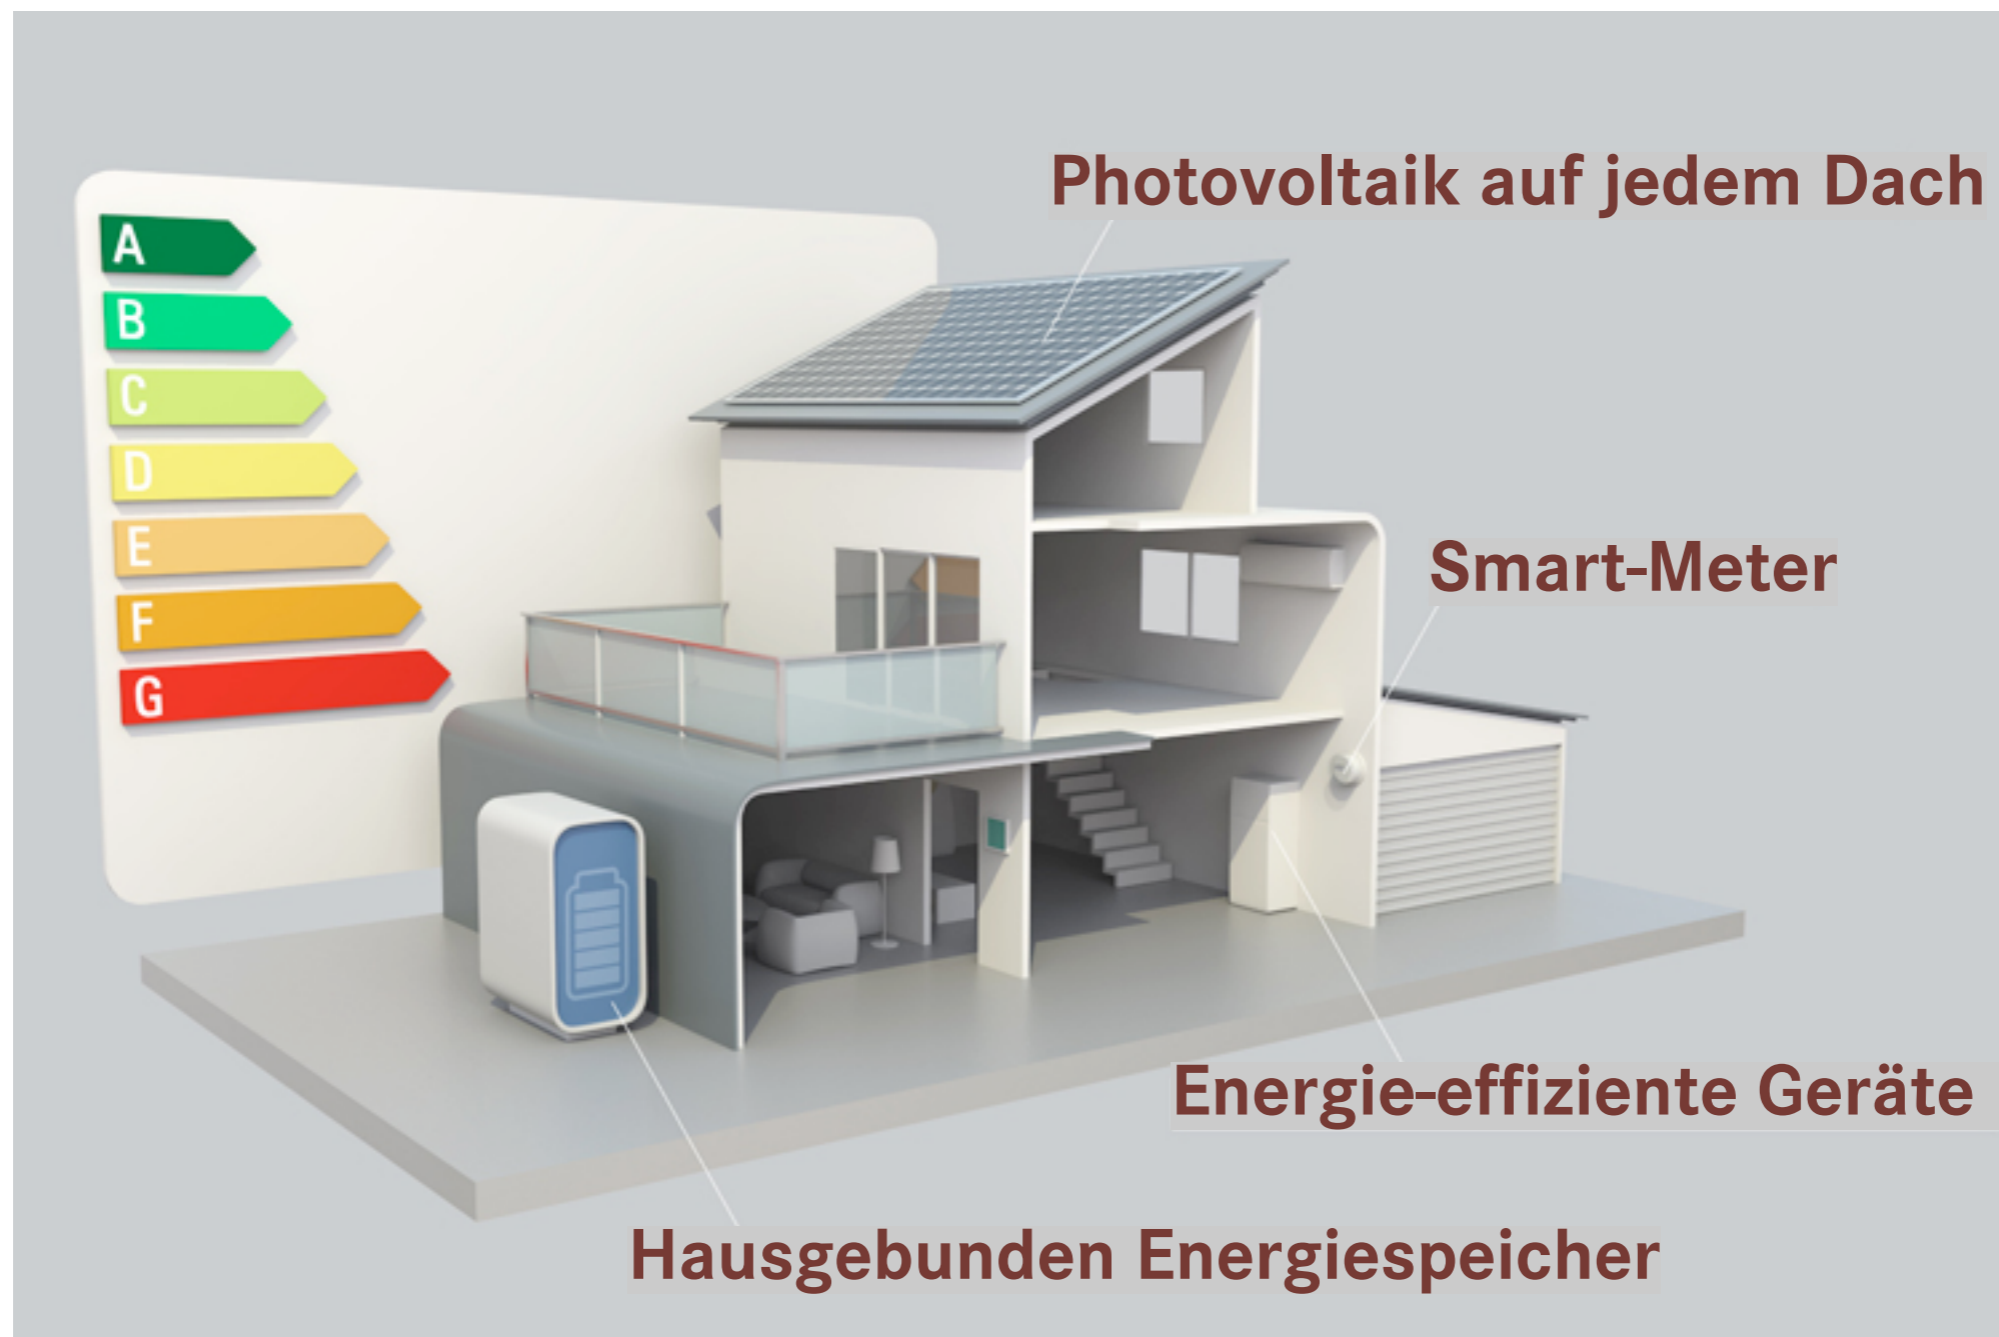 Photovoltaik auf jedem Dach
A
B
C
D
E
F
G
Smart-Meter
Energie-effiziente Geräte
Hausgebunden Energiespeicher